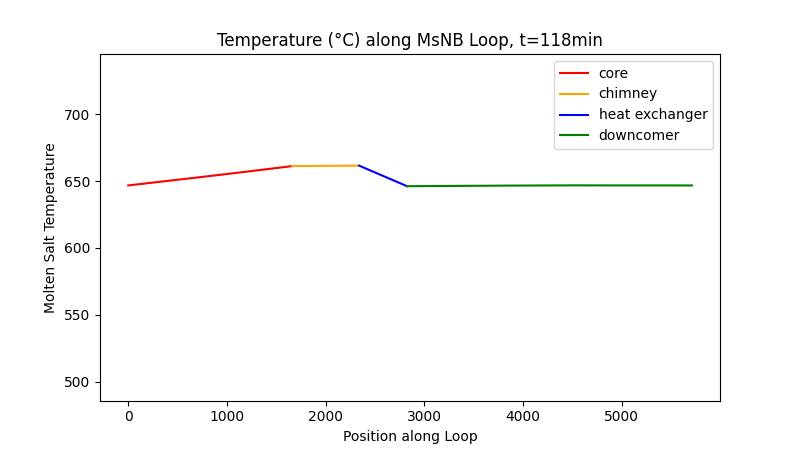 Temperature (°C) along MsNB Loop, t=118min
core
chimney
heat exchanger
downcomer
Molten Salt Temperature
700
650
600
550
500
0 1000 2000 3000 4000 5000
Position along Loop